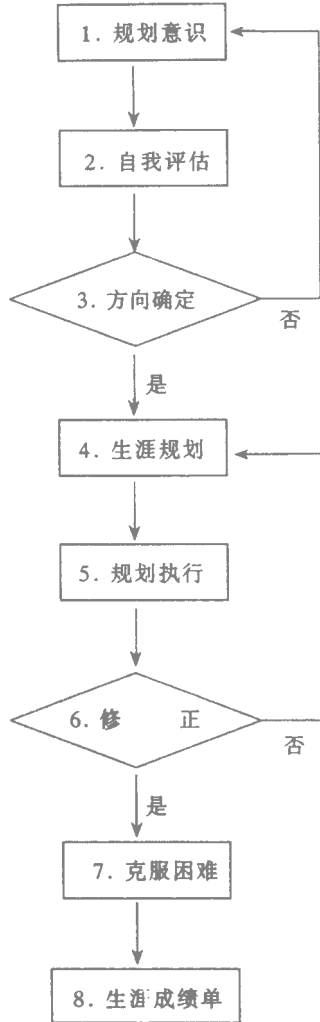 1. 规划意识
2. 自我评估
3. 方向确定
否
是
4. 生涯规划
5. 规划执行
6. 修 正
否
是
7. 克服困难
8. 生涯成绩单